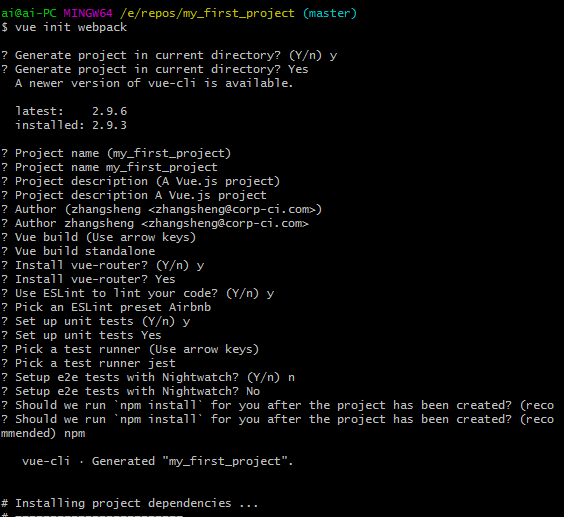 ai@ai-PC MINGW64 /e/repos/my_first_project (master)
$ vue init webpack
? Generate project in current directory? (Y/n) y
? Generate project in current directory? Yes
A newer version of vue-cli is available.
latest: 2.9.6
installed: 2.9.3
? Project name (my_first_project)
? Project name my_first_project
? Project description (A Vue.js project)
? Project description A Vue.js project
? Author (zhangsheng <zhangsheng@corp-ci.com>)
? Author zhangsheng <zhangsheng@corp-ci.com>
? Vue build (Use arrow keys)
? Vue build standalone
? Install vue-router? (Y/n) y
? Install vue-router? Yes
? Use ESLint to lint your code? (Y/n) y
? Pick an ESLint preset Airbnb
? Set up unit tests (Y/n) y
? Set up unit tests Yes
? Pick a test runner (Use arrow keys)
? Pick a test runner jest
? Setup e2e tests with Nightwatch? (Y/n) n
? Setup e2e tests with Nightwatch? No
? Should we run `npm install` for you after the project has been created? (reco
? Should we run `npm install` for you after the project has been created? (reco
mmended) npm
vue-cli · Generated "my_first_project".
# Installing project dependencies ...
# ========================